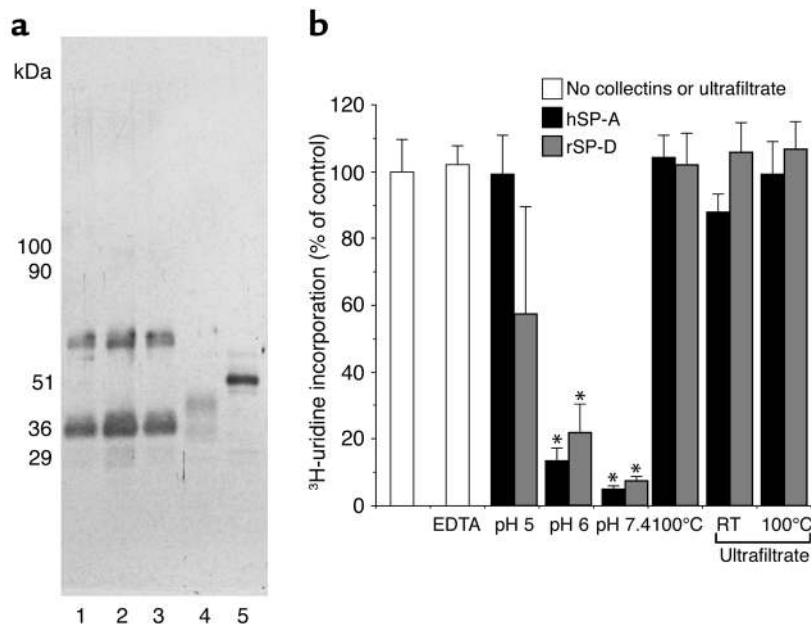 a
kDa
100
90
51
36
29
1 2 3 4 5
b
No collectins or ultrafiltrate
hSP-A
rSP-D
³H-uridine incorporation (% of control)
120
100
80
60
40
20
0
* * * *
EDTA pH 5 pH 6 pH 7.4 100°C RT 100°C
Ultrafiltrate